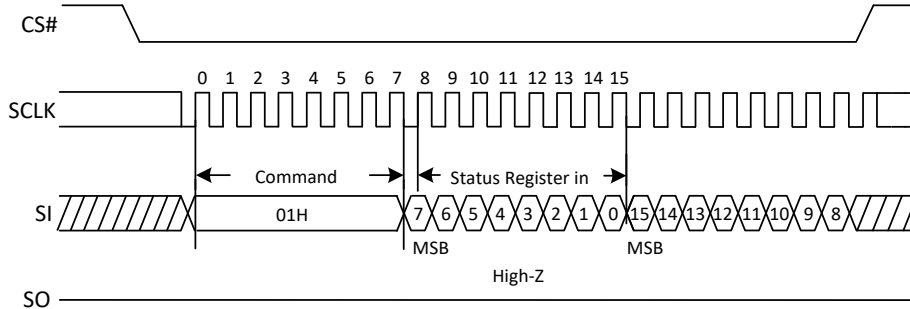 CS#
0 1 2 3 4 5 6 7 8 9 10 11 12 13 14 15
SCLK
Command
Status Register in
SI
01H
7 6 5 4 3 2 1 0 15 14 13 12 11 10 9 8
MSB
MSB
High-Z
SO